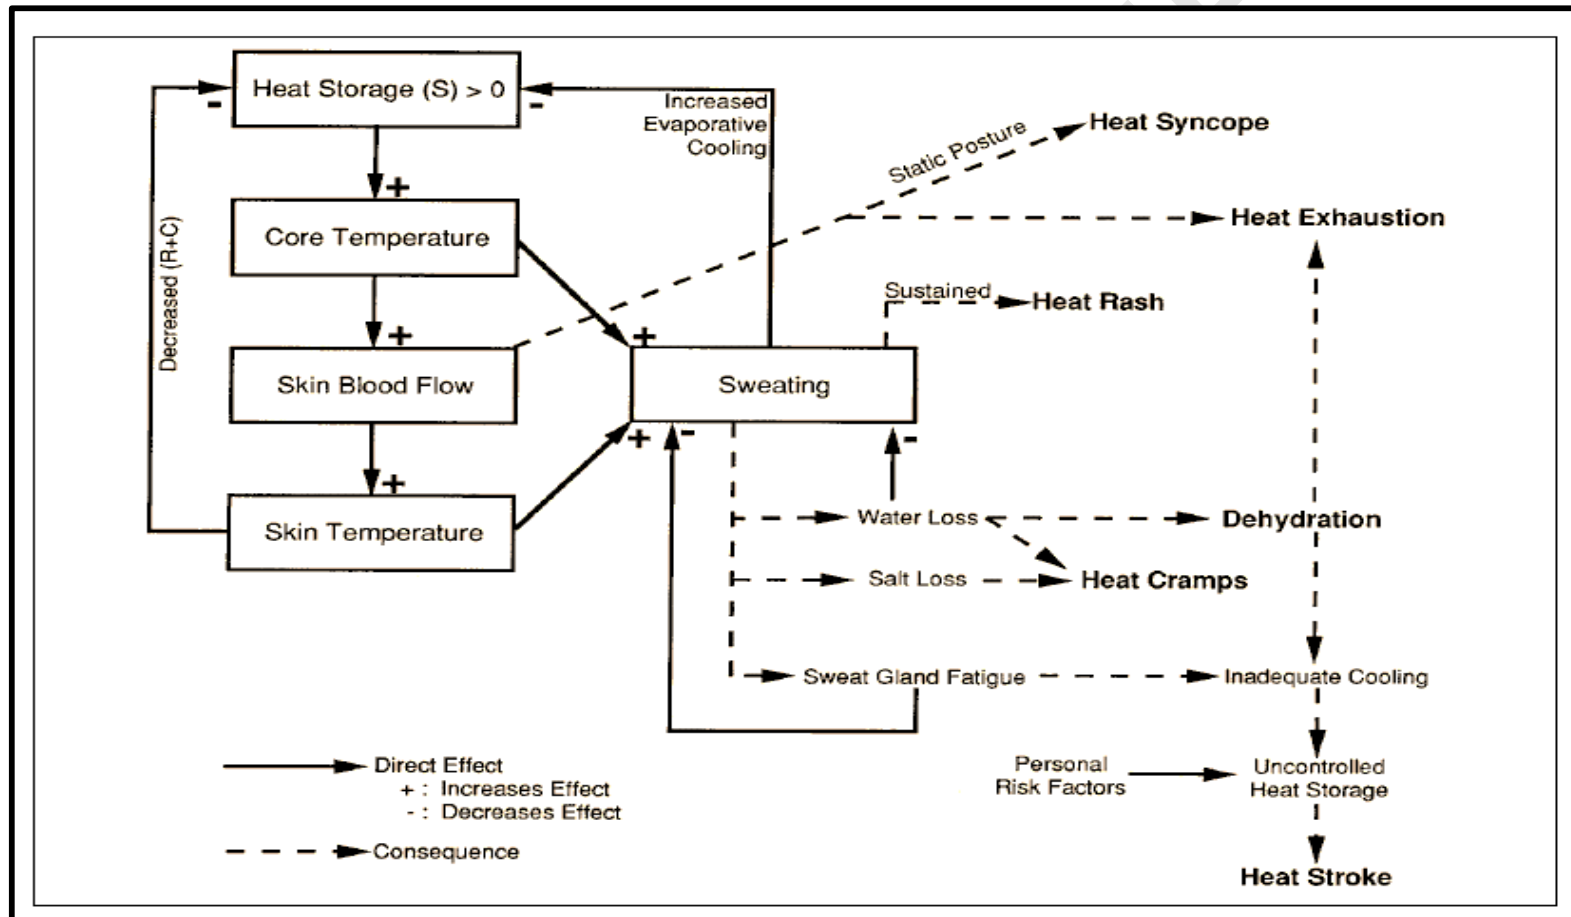 Heat Storage (S) > 0
-
-
Increased
Evaporative
Cooling
Static Posture
Heat Syncope
+
Core Temperature
Heat Exhaustion
Decreased (R+C)
Sustained
Heat Rash
+
+
Skin Blood Flow
Sweating
+
-
-
+
Skin Temperature
Water Loss
Dehydration
Salt Loss
Heat Cramps
Sweat Gland Fatigue
Inadequate Cooling
Direct Effect
+ : Increases Effect
- : Decreases Effect
Consequence
Personal
Risk Factors
Uncontrolled
Heat Storage
Heat Stroke